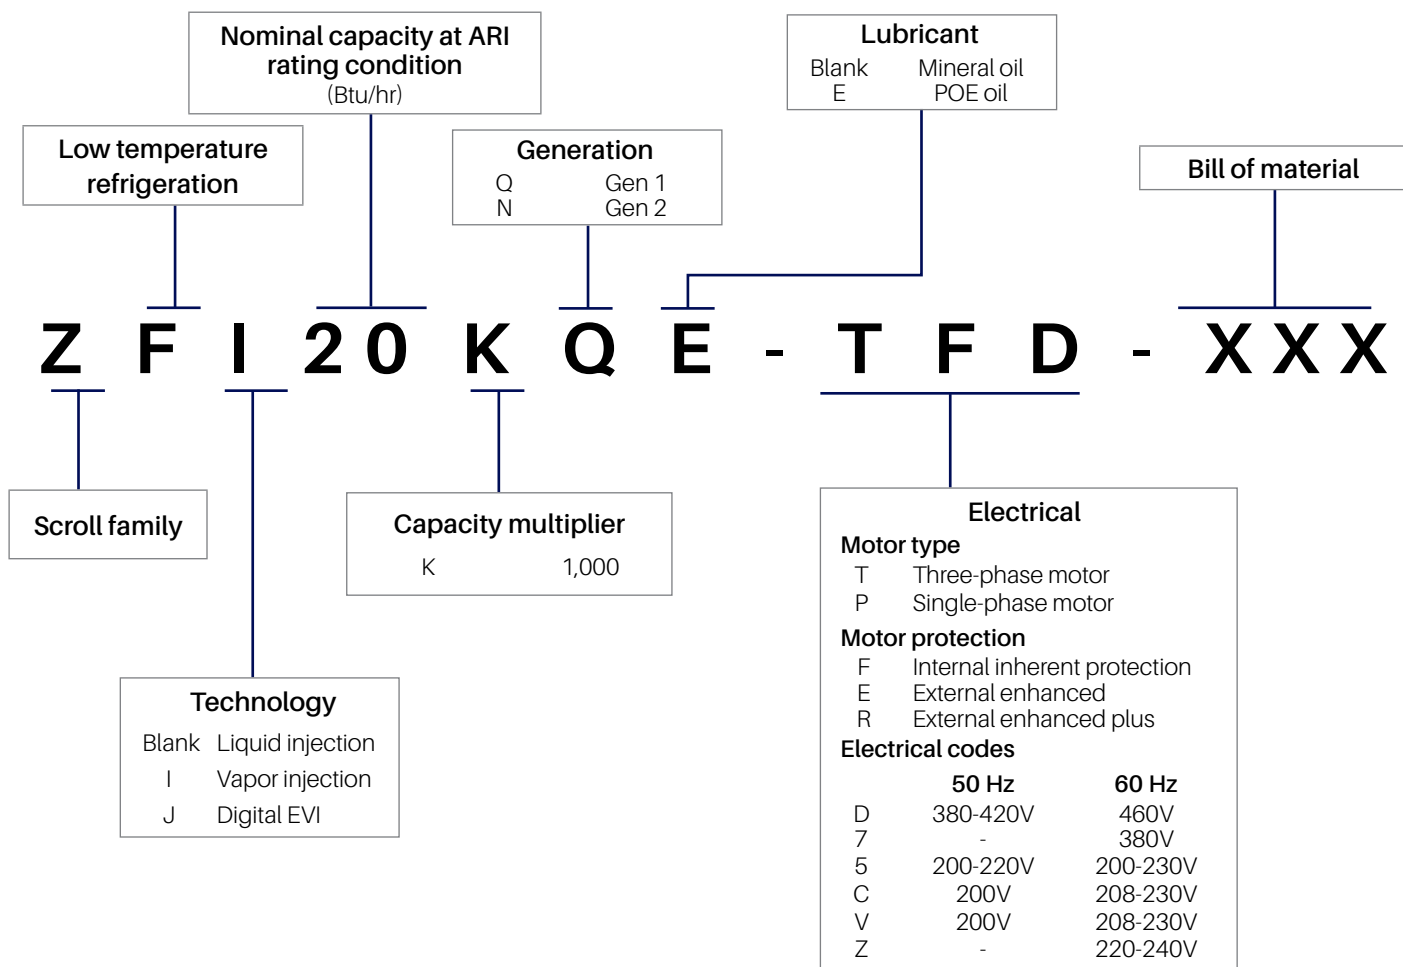 Nominal capacity at ARI
rating condition
(Btu/hr)
Lubricant
Blank Mineral oil
E POE oil
Low temperature
refrigeration
Generation
Q Gen 1
N Gen 2
Bill of material
Z F I 2 0 K Q E - T F D - X X X
Scroll family
Capacity multiplier
K 1,000
Technology
Blank Liquid injection
I Vapor injection
J Digital EVI
Electrical
Motor type
T Three-phase motor
P Single-phase motor
Motor protection
F Internal inherent protection
E External enhanced
R External enhanced plus
Electrical codes
50 Hz 60 Hz
D 380-420V 460V
7 - 380V
5 200-220V 200-230V
C 200V 208-230V
V 200V 208-230V
Z - 220-240V